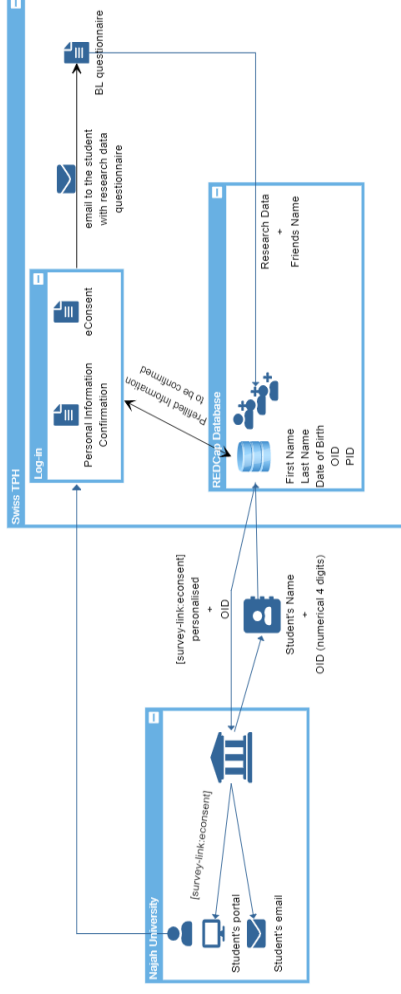 Najah University
[survey-link:econsent]
Student's portal
Student's email
[survey-link:econsent]
personalised
+
OID
Student's Name
+
OID (numerical 4 digits)
Swiss TPH
Log-in
Personal Information
Confirmation
eConsent
email to the student
with research data
questionnaire
BL questionnaire
Prefilled Information
to be confirmed
REDCap Database
First Name
Last Name
Date of Birth
OID
PID
Research Data
+
Friends Name